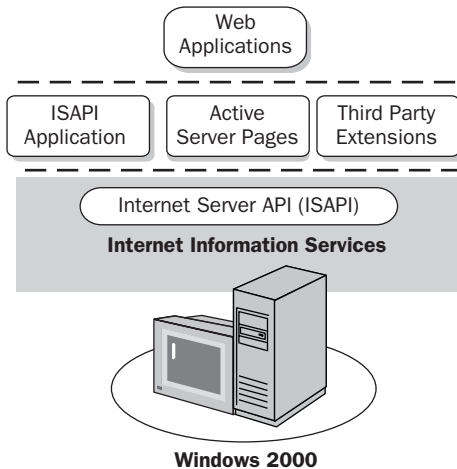 Web
Applications
ISAPI
Application
Active
Server Pages
Third Party
Extensions
Internet Server API (ISAPI)
Internet Information Services
Windows 2000